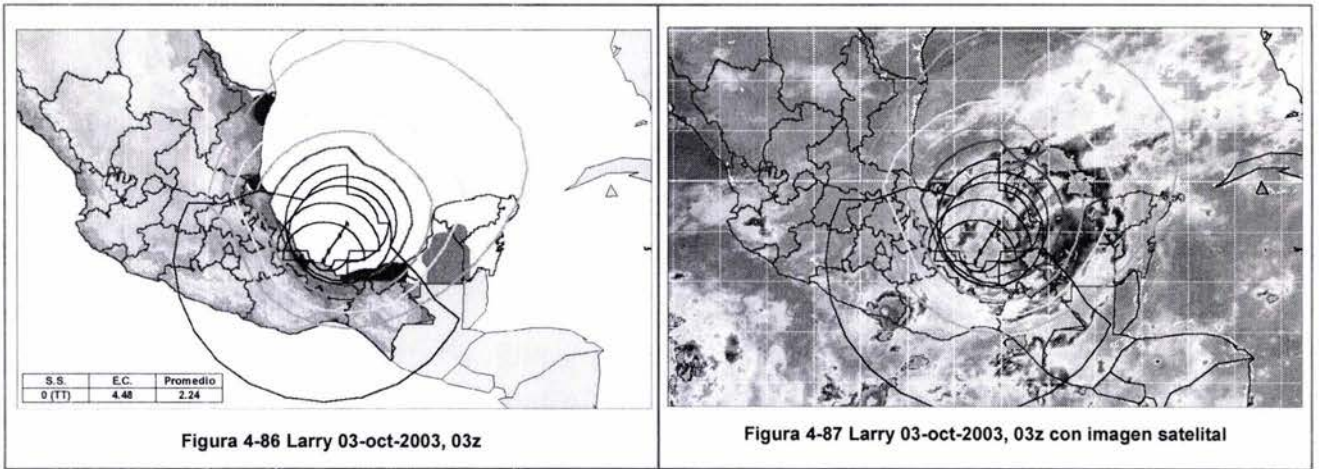 S.S. E.C. Promedio
0 (TT) 4.48 2.24
Figura 4-86 Larry 03-oct-2003, 03z
Figura 4-87 Larry 03-oct-2003, 03z con imagen satelital